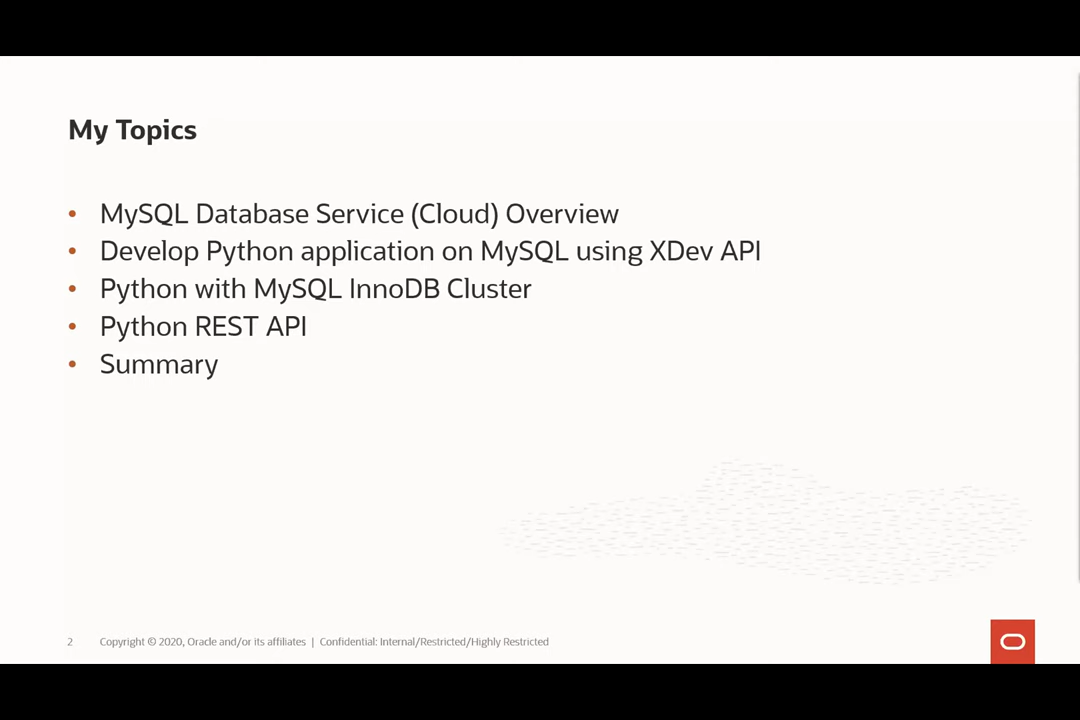 My Topics
• MySQL Database Service (Cloud) Overview
• Develop Python application on MySQL using XDev API
• Python with MySQL InnoDB Cluster
• Python REST API
• Summary
2 Copyright © 2020, Oracle and/or its affiliates | Confidential: Internal/Restricted/Highly Restricted